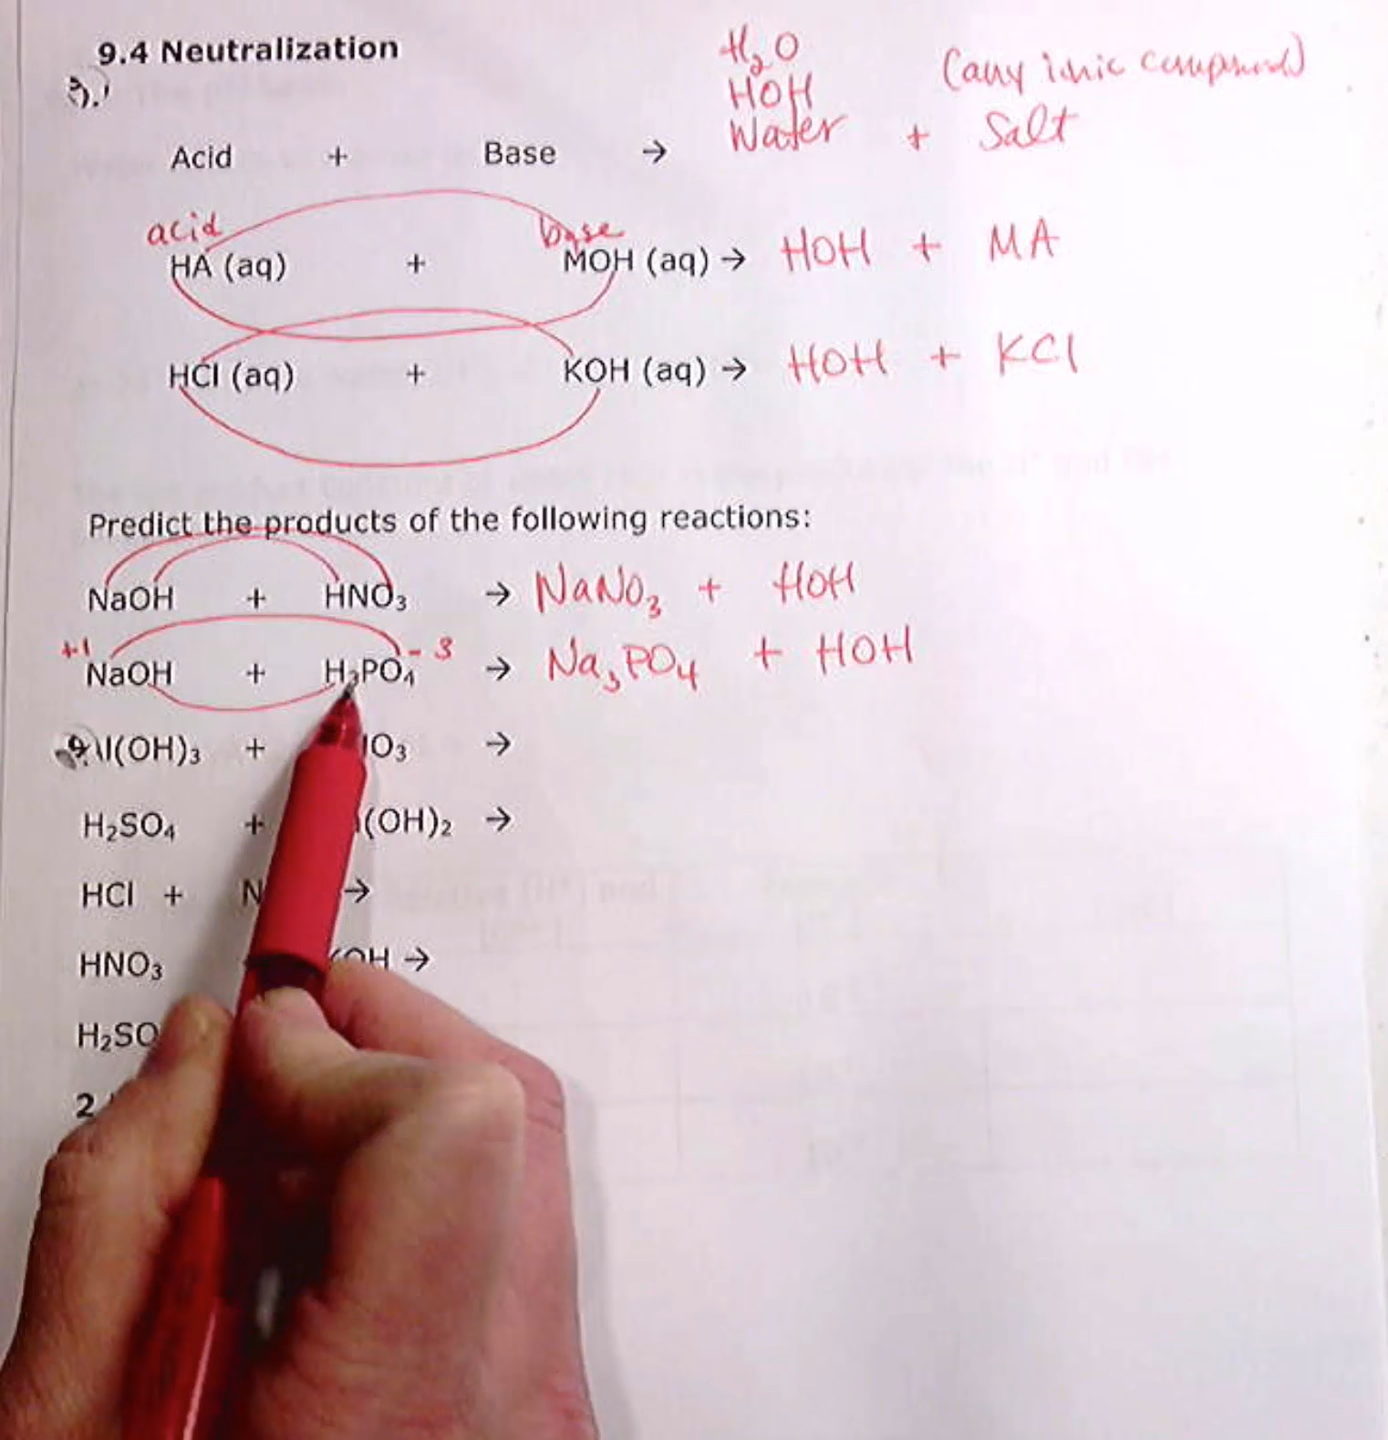 9.4 Neutralization
H₂O
(any ionic compound)
HOH
Acid + Base → Water + Salt
acid base
HA (aq) + MOH (aq) → HOH + MA
HCl (aq) + KOH (aq) → HOH + KCl
Predict the products of the following reactions:
NaOH + HNO₃ → NaNO₃ + HOH
+1 - 3
NaOH + H₃PO₄ → Na₃PO₄ + HOH
l(OH)₃ + O₃ →
H₂SO₄ + (OH)₂ →
HCl + N →
HNO₃ OH →
H₂SO
2